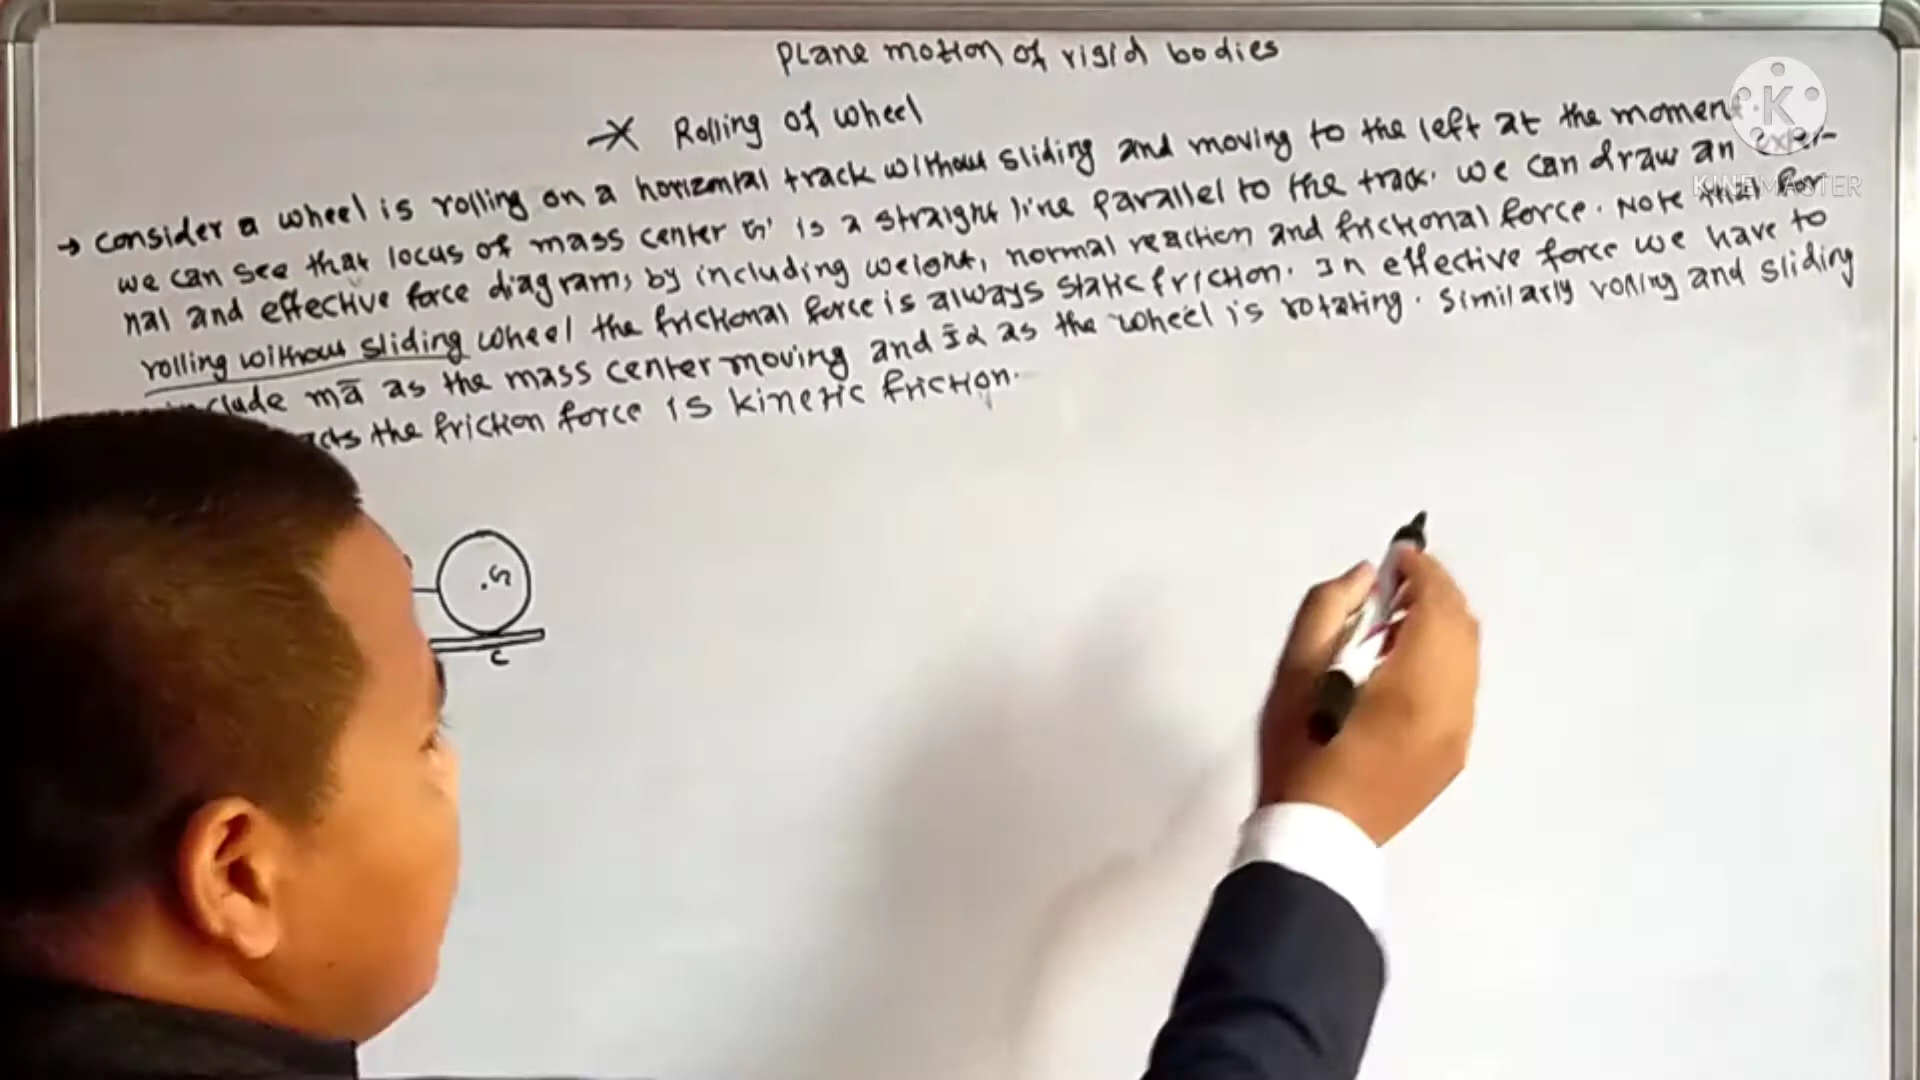 Plane motion of rigid bodies
Rolling of wheel
→ consider a wheel is rolling on a horizontal track without sliding and moving to the left at the moment
we can see that locus of mass center G' is a straight line parallel to the track. we can draw an
nal and effective force diagram, by including weight, normal reaction and frictional force. Note that for
rolling without sliding wheel the frictional force is always static friction. In effective force we have to
include mā as the mass center moving and Īα as the wheel is rotating. Similarly rolling and sliding
the friction force is kinetic friction.
.G
C
K
KINEMASTER